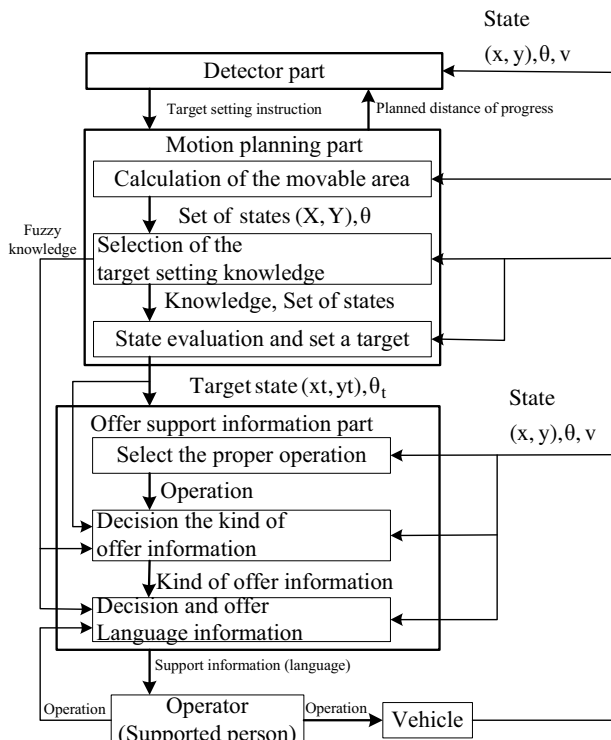 State
(x, y),θ, v
Detector part
Target setting instruction
Planned distance of progress
Motion planning part
Calculation of the movable area
Set of states (X, Y),θ
Fuzzy
knowledge
Selection of the
target setting knowledge
Knowledge, Set of states
State evaluation and set a target
Target state (xt, yt),θt
State
(x, y),θ, v
Offer support information part
Select the proper operation
Operation
Decision the kind of
offer information
Kind of offer information
Decision and offer
Language information
Support information (language)
Operation
Operator
(Supported person)
Operation
Vehicle